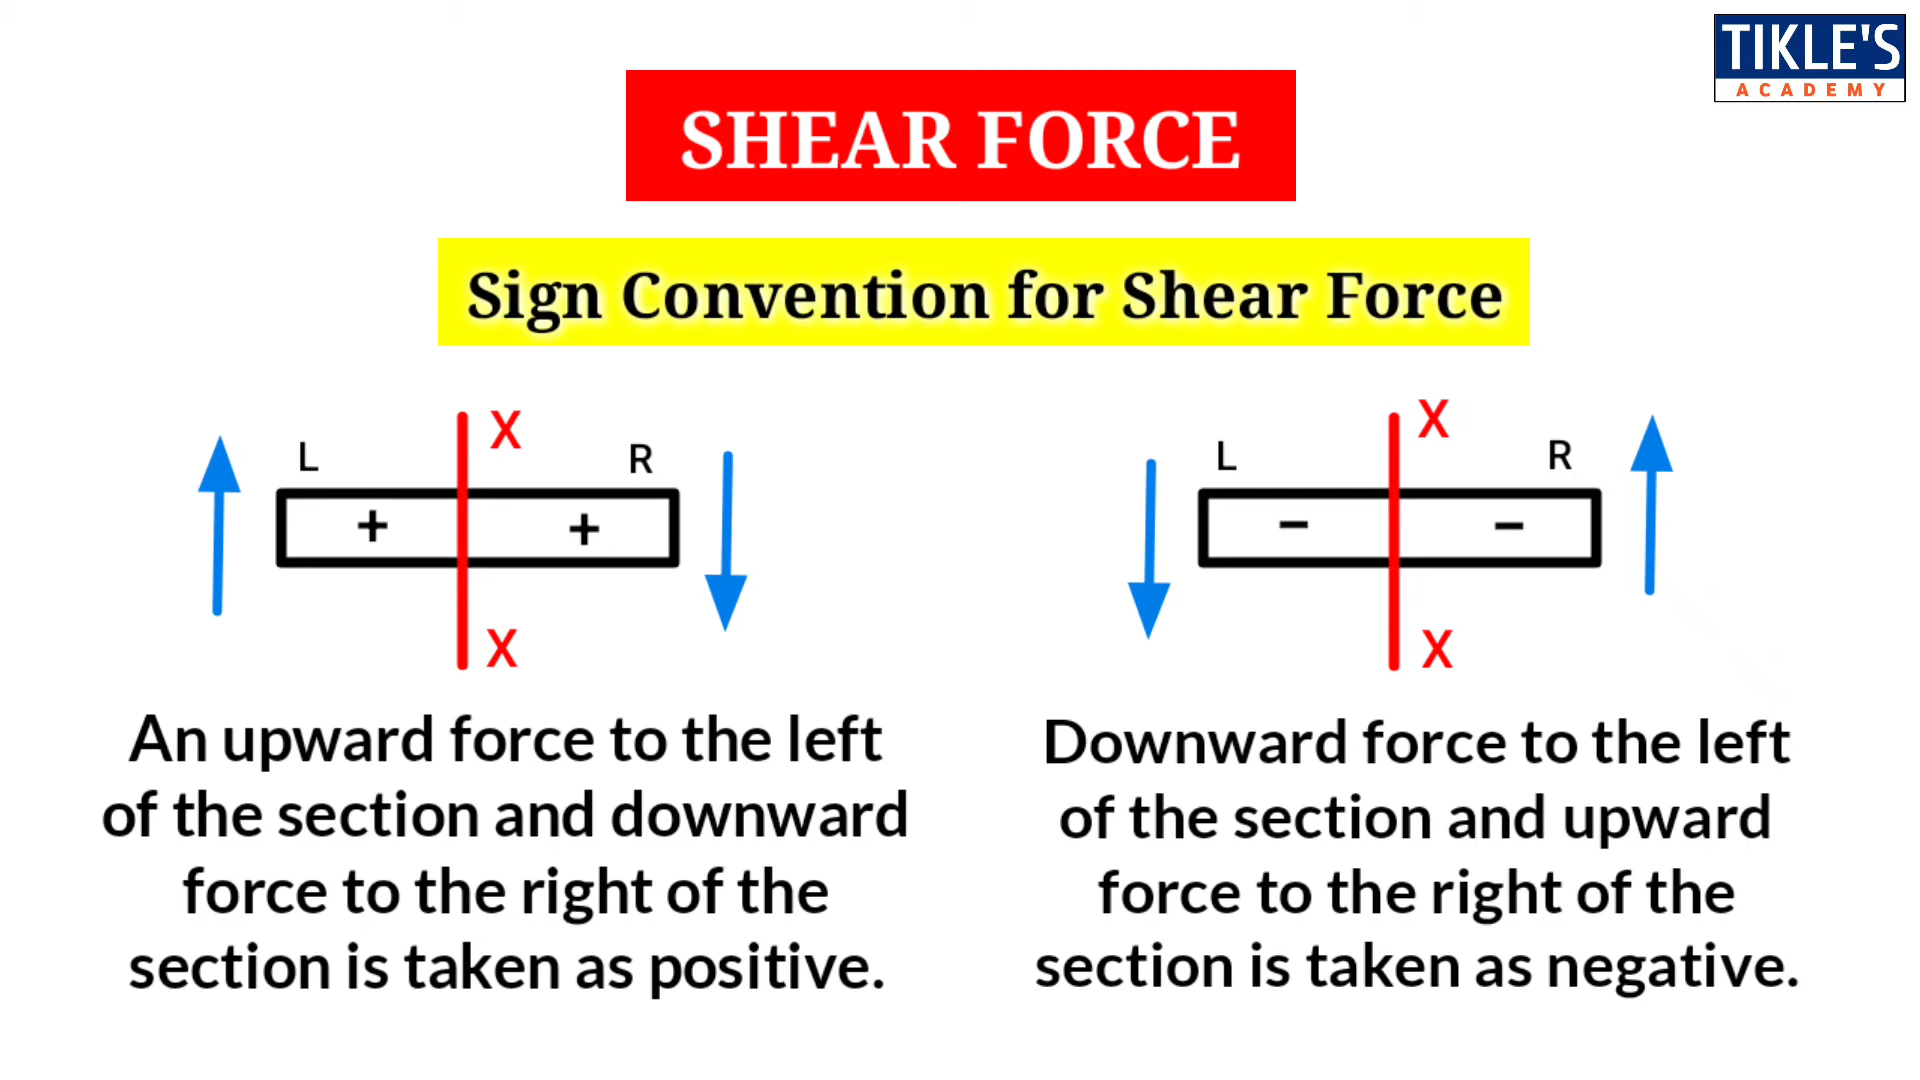 TIKLE'S
ACADEMY
SHEAR FORCE
Sign Convention for Shear Force
X
L
R
+
+
X
An upward force to the left
of the section and downward
force to the right of the
section is taken as positive.
X
L
R
−
−
X
Downward force to the left
of the section and upward
force to the right of the
section is taken as negative.